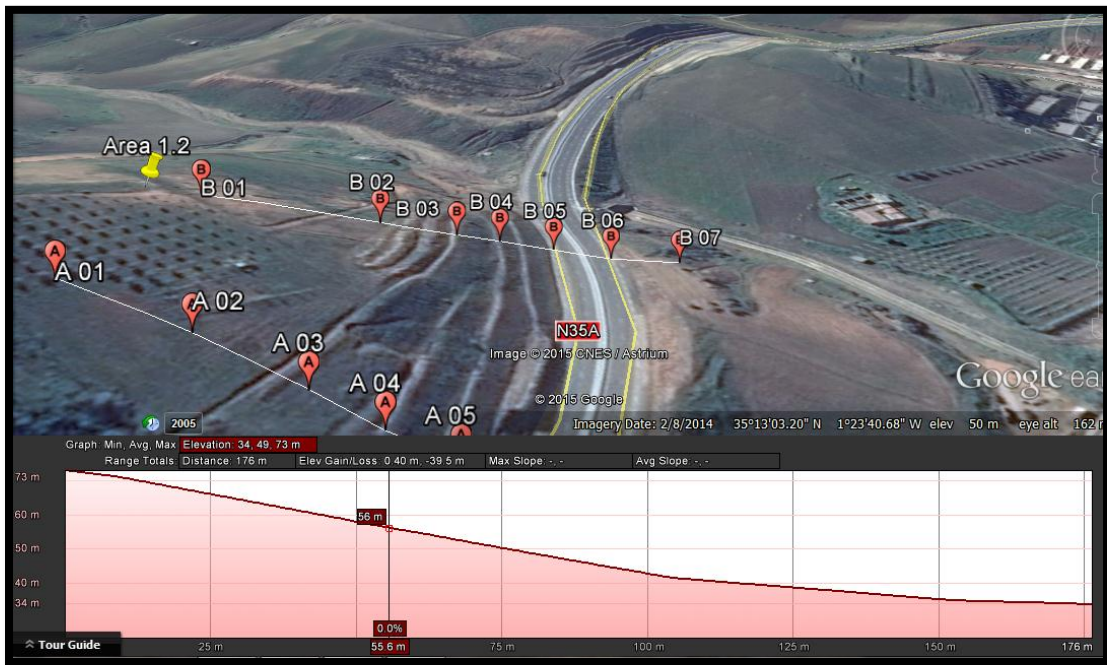 Area 1.2
B
B 01
B 02
B
B 03
B
B 04
B
B 05
B
B 06
B
B 07
A
A 01
A 02
A 03
A
A 04
A
A 05
N35A
Image © 2015 CNES / Astrium
© 2015 Google
Google ea
2005
Imagery Date: 2/8/2014 35°13'03.20" N 1°23'40.68" W elev 50 m eye alt 162 m
Graph: Min, Avg, Max Elevation: 34, 49, 73 m
Range Totals: Distance: 176 m Elev Gain/Loss: 0.40 m, -39.5 m Max Slope: -, - Avg Slope: -, -
73 m
60 m
56 m
50 m
40 m
34 m
0.0%
Tour Guide
25 m 55.6 m 75 m 100 m 125 m 150 m 176 m